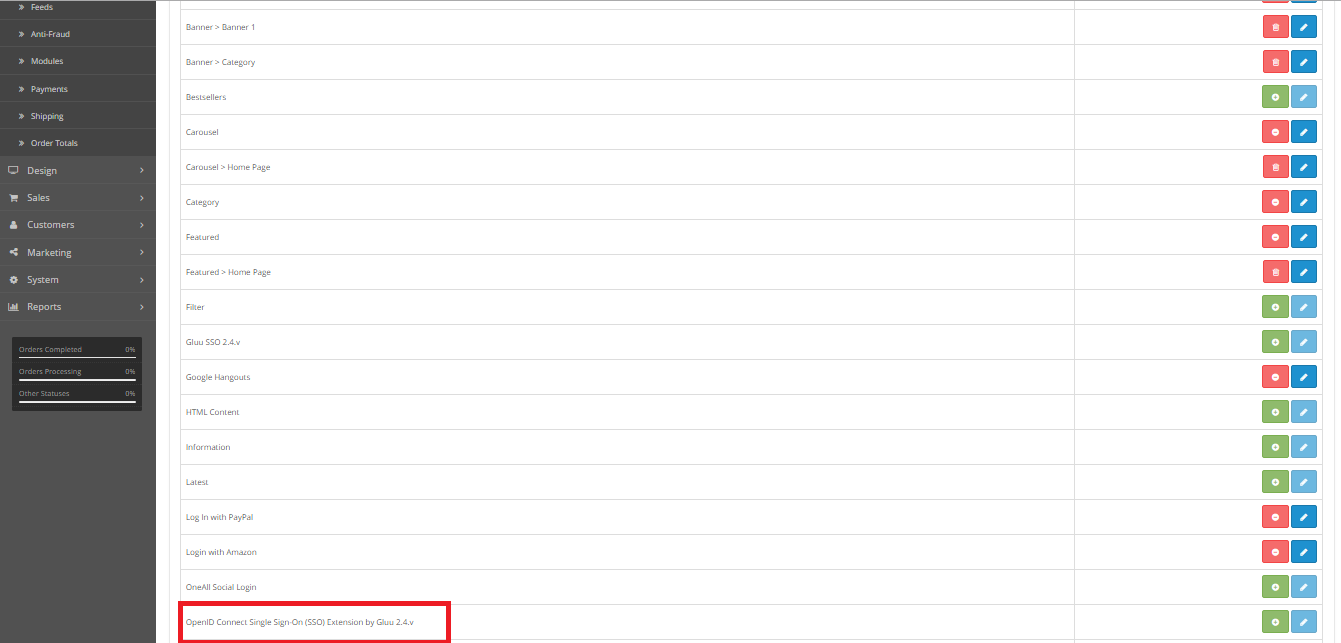 Feeds
Anti-Fraud
Modules
Payments
Shipping
Order Totals
Design
Sales
Customers
Marketing
System
Reports
Orders Completed 0%
Orders Processing 0%
Other Statuses 0%
Banner > Banner 1
Banner > Category
Bestsellers
Carousel
Carousel > Home Page
Category
Featured
Featured > Home Page
Filter
Gluu SSO 2.4.v
Google Hangouts
HTML Content
Information
Latest
Log In with PayPal
Login with Amazon
OneAll Social Login
OpenID Connect Single Sign-On (SSO) Extension by Gluu 2.4.v